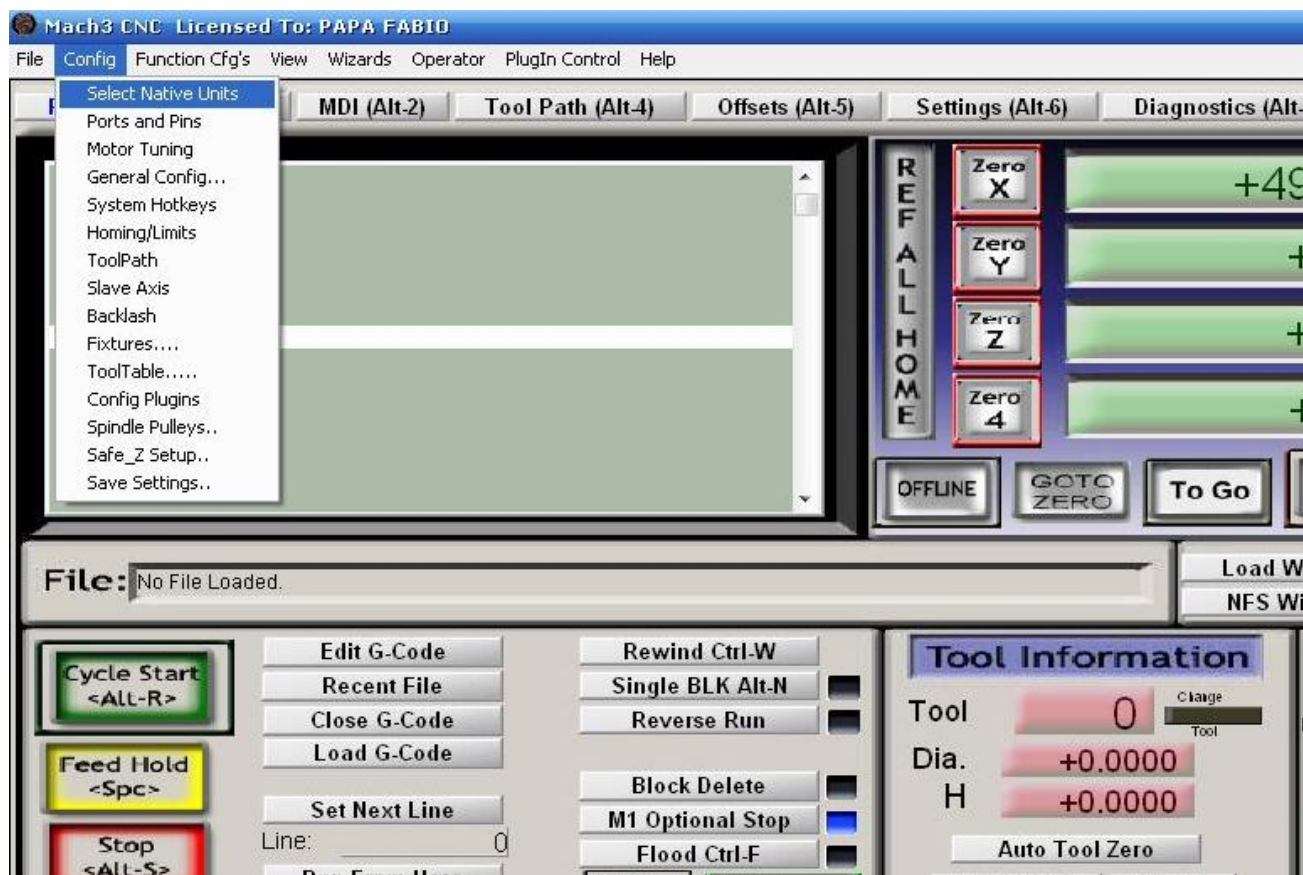 Mach3 CNC Licensed To: PAPA FABIO
File Config Function Cfg's View Wizards Operator PlugIn Control Help
Select Native Units
Ports and Pins
Motor Tuning
General Config...
System Hotkeys
Homing/Limits
ToolPath
Slave Axis
Backlash
Fixtures....
ToolTable.....
Config Plugins
Spindle Pulleys..
Safe_Z Setup..
Save Settings..
MDI (Alt-2) Tool Path (Alt-4) Offsets (Alt-5) Settings (Alt-6) Diagnostics (Alt-
REF ALL HOME
Zero
X
+49
Zero
Y
+
Zero
Z
+
Zero
4
+
OFFLINE
GOTO
ZERO
To Go
File: No File Loaded.
Load W
NFS Wi
Cycle Start
<Alt-R>
Feed Hold
<Spc>
Stop
<Alt-S>
Edit G-Code
Recent File
Close G-Code
Load G-Code
Set Next Line
Line: 0
Rewind Ctrl-W
Single BLK Alt-N
Reverse Run
Block Delete
M1 Optional Stop
Flood Ctrl-F
Tool Information
Tool 0 Change
Tool
Dia. +0.0000
H +0.0000
Auto Tool Zero